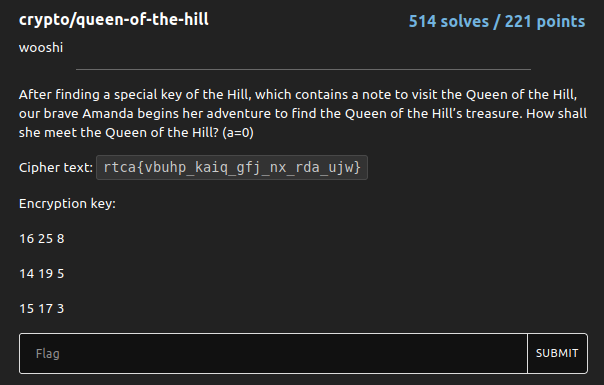 crypto/queen-of-the-hill
514 solves / 221 points
wooshi
After finding a special key of the Hill, which contains a note to visit the Queen of the Hill,
our brave Amanda begins her adventure to find the Queen of the Hill’s treasure. How shall
she meet the Queen of the Hill? (a=0)
Cipher text: rtca{vbuhp_kaiq_gfj_nx_rda_ujw}
Encryption key:
16 25 8
14 19 5
15 17 3
Flag
SUBMIT